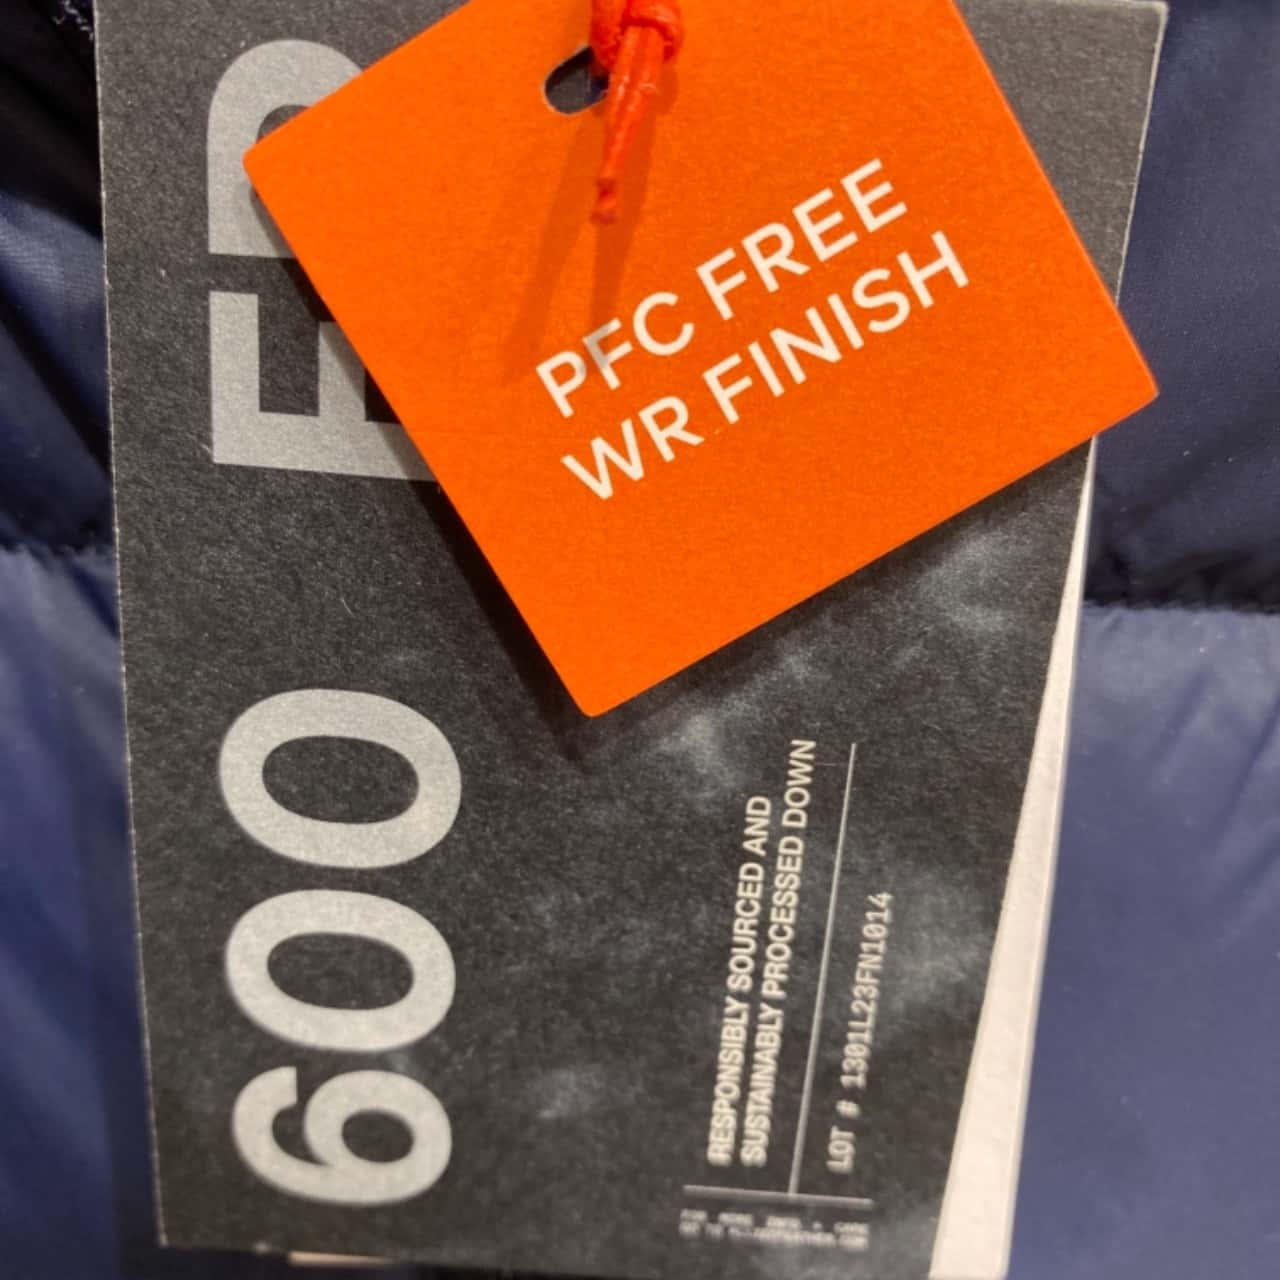 PFC FREE
WR FINISH
600
RESPONSIBLY SOURCED AND
SUSTAINABLY PROCESSED DOWN
LOT # 1301L23FN1014